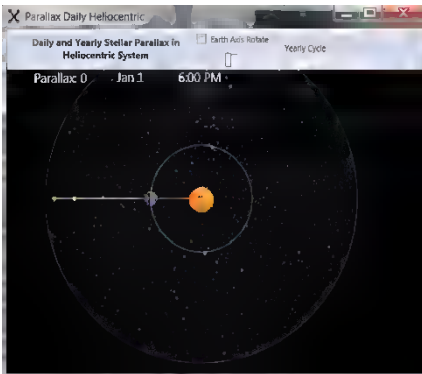 Parallax Daily Heliocentric
Daily and Yearly Stellar Parallax in
Heliocentric System
Earth Axis Rotate
Yearly Cycle
Parallax 0 Jan 1 6:00 PM